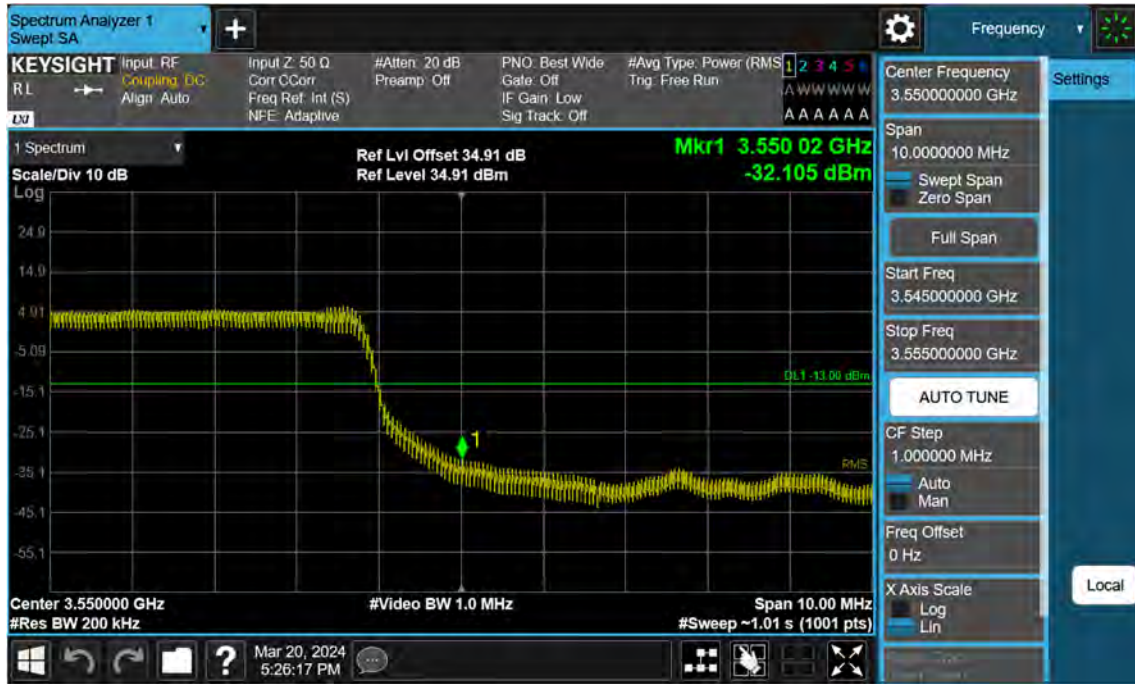 Spectrum Analyzer 1
Swept SA
Frequency
KEYSIGHT
RL
LXI
Input: RF
Coupling: DC
Align: Auto
Input Z: 50 Ω
Corr CCorr
Freq Ref: Int (S)
NFE: Adaptive
#Atten: 20 dB
Preamp: Off
PNO: Best Wide
Gate: Off
IF Gain: Low
Sig Track: Off
#Avg Type: Power (RMS
Trig: Free Run
1 2 3 4 5 6
A W W W W W
A A A A A A
1 Spectrum
Scale/Div 10 dB
Ref Lvl Offset 34.91 dB
Ref Level 34.91 dBm
Mkr1 3.550 02 GHz
-32.105 dBm
Log
24.9
14.9
4.91
-5.09
DL1 -13.00 dBm
-15.1
-25.1
1
-35.1
RMS
-45.1
-55.1
Center 3.550000 GHz
#Video BW 1.0 MHz
Span 10.00 MHz
#Res BW 200 kHz
#Sweep ~1.01 s (1001 pts)
Mar 20, 2024
5:26:17 PM
Center Frequency
3.550000000 GHz
Settings
Span
10.0000000 MHz
Swept Span
Zero Span
Full Span
Start Freq
3.545000000 GHz
Stop Freq
3.555000000 GHz
AUTO TUNE
CF Step
1.000000 MHz
Auto
Man
Freq Offset
0 Hz
X Axis Scale
Log
Lin
Local